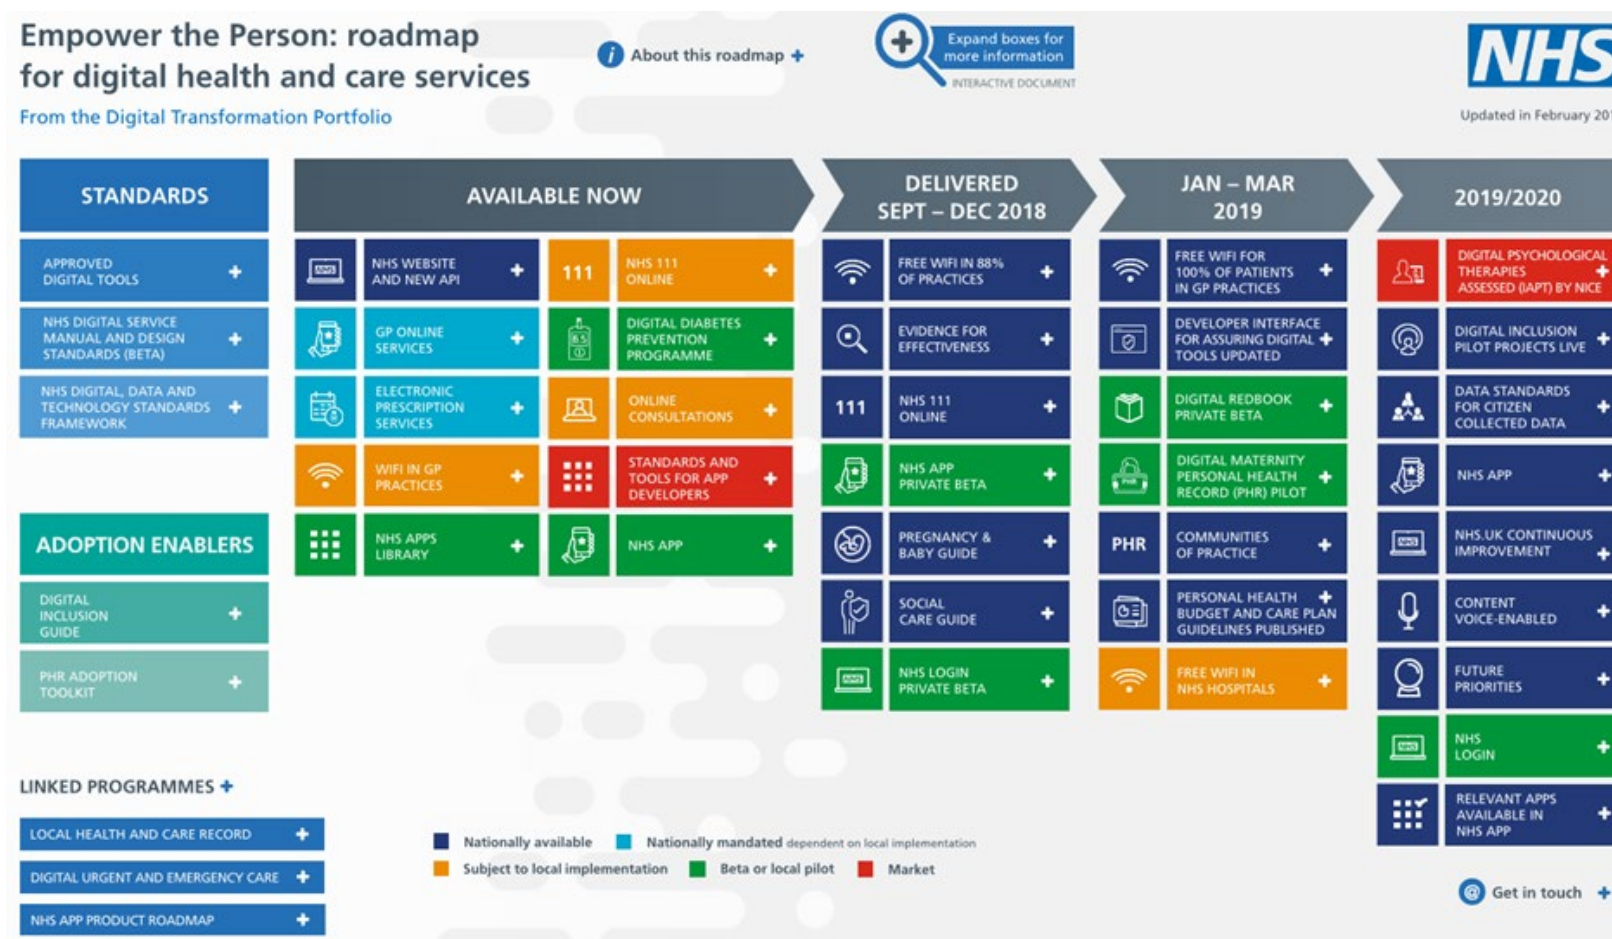 Empower the Person: roadmap
for digital health and care services
From the Digital Transformation Portfolio
i About this roadmap +
Expand boxes for
more information
INTERACTIVE DOCUMENT
NHS
Updated in February 201
STANDARDS
APPROVED
DIGITAL TOOLS +
NHS DIGITAL SERVICE
MANUAL AND DESIGN +
STANDARDS (BETA)
NHS DIGITAL, DATA AND
TECHNOLOGY STANDARDS +
FRAMEWORK
ADOPTION ENABLERS
DIGITAL
INCLUSION +
GUIDE
PHR ADOPTION
TOOLKIT +
LINKED PROGRAMMES +
LOCAL HEALTH AND CARE RECORD +
DIGITAL URGENT AND EMERGENCY CARE +
NHS APP PRODUCT ROADMAP +
AVAILABLE NOW
NHS WEBSITE
AND NEW API +
GP ONLINE
SERVICES +
ELECTRONIC
PRESCRIPTION +
SERVICES
WIFI IN GP
PRACTICES +
NHS APPS
LIBRARY +
111
NHS 111
ONLINE +
6.5
DIGITAL DIABETES
PREVENTION +
PROGRAMME
ONLINE
CONSULTATIONS +
STANDARDS AND
TOOLS FOR APP +
DEVELOPERS
NHS APP +
DELIVERED
SEPT – DEC 2018
FREE WIFI IN 88%
OF PRACTICES +
EVIDENCE FOR
EFFECTIVENESS +
111
NHS 111
ONLINE +
NHS APP
PRIVATE BETA +
PREGNANCY &
BABY GUIDE +
SOCIAL
CARE GUIDE +
NHS
NHS LOGIN
PRIVATE BETA +
JAN – MAR
2019
FREE WIFI FOR
100% OF PATIENTS +
IN GP PRACTICES
DEVELOPER INTERFACE
FOR ASSURING DIGITAL +
TOOLS UPDATED
DIGITAL REDBOOK
PRIVATE BETA +
PHR
DIGITAL MATERNITY
PERSONAL HEALTH +
RECORD (PHR) PILOT
PHR
COMMUNITIES
OF PRACTICE +
PERSONAL HEALTH +
BUDGET AND CARE PLAN
GUIDELINES PUBLISHED
FREE WIFI IN
NHS HOSPITALS +
2019/2020
DIGITAL PSYCHOLOGICAL
THERAPIES +
ASSESSED (IAPT) BY NICE
DIGITAL INCLUSION +
PILOT PROJECTS LIVE
DATA STANDARDS
FOR CITIZEN +
COLLECTED DATA
NHS APP +
NHS
NHS.UK CONTINUOUS
IMPROVEMENT +
CONTENT
VOICE-ENABLED +
FUTURE
PRIORITIES +
NHS
NHS
LOGIN +
RELEVANT APPS
AVAILABLE IN +
NHS APP
Nationally available
Nationally mandated dependent on local implementation
Subject to local implementation
Beta or local pilot
Market
@ Get in touch +